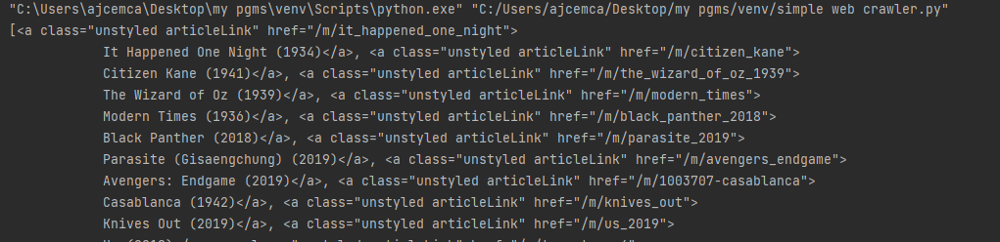 "C:\Users\ajcemca\Desktop\my pgms\venv\Scripts\python.exe" "C:/Users/ajcemca/Desktop/my pgms/venv/simple web crawler.py"
[<a class="unstyled articleLink" href="/m/it_happened_one_night">
It Happened One Night (1934)</a>, <a class="unstyled articleLink" href="/m/citizen_kane">
Citizen Kane (1941)</a>, <a class="unstyled articleLink" href="/m/the_wizard_of_oz_1939">
The Wizard of Oz (1939)</a>, <a class="unstyled articleLink" href="/m/modern_times">
Modern Times (1936)</a>, <a class="unstyled articleLink" href="/m/black_panther_2018">
Black Panther (2018)</a>, <a class="unstyled articleLink" href="/m/parasite_2019">
Parasite (Gisaengchung) (2019)</a>, <a class="unstyled articleLink" href="/m/avengers_endgame">
Avengers: Endgame (2019)</a>, <a class="unstyled articleLink" href="/m/1003707-casablanca">
Casablanca (1942)</a>, <a class="unstyled articleLink" href="/m/knives_out">
Knives Out (2019)</a>, <a class="unstyled articleLink" href="/m/us_2019">